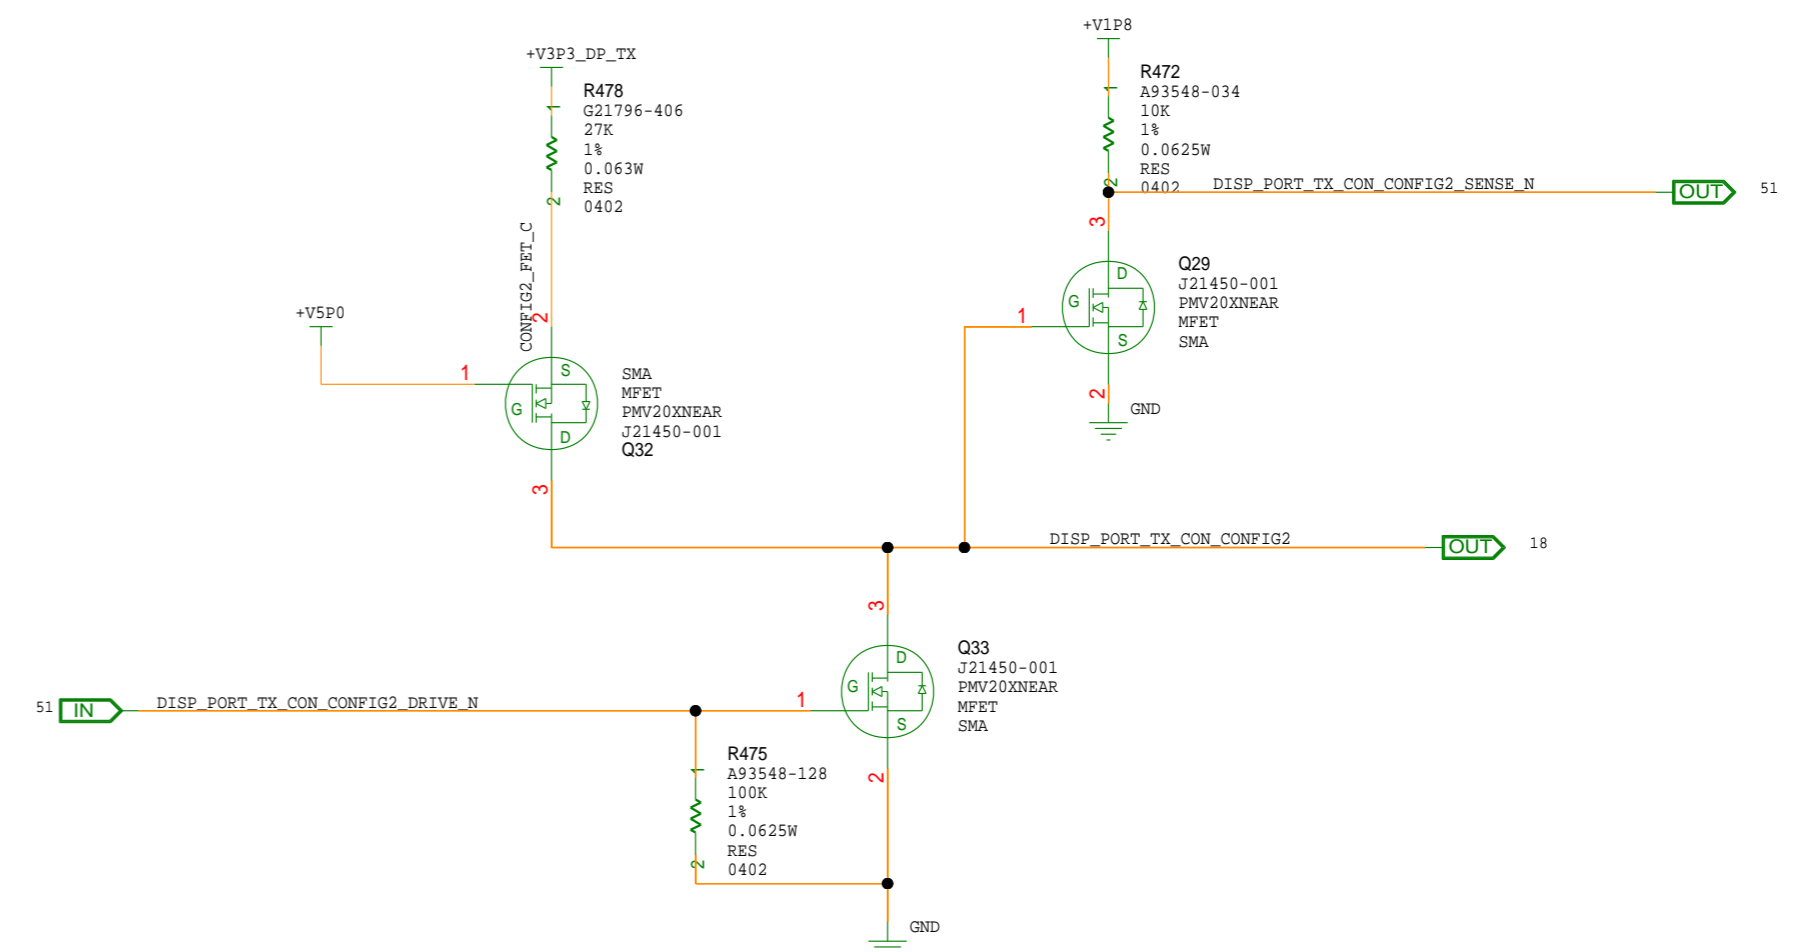 +V3P3_DP_TX
R478
G21796-406
27K
1%
0.063W
RES
0402
1
2
CONFIG2_FET_C
2
+V5P0
1
S
G
D
SMA
MFET
PMV20XNEAR
J21450-001
Q32
3
+V1P8
R472
A93548-034
10K
1%
0.0625W
RES
0402
1
2
DISP_PORT_TX_CON_CONFIG2_SENSE_N
OUT
51
3
Q29
J21450-001
PMV20XNEAR
MFET
SMA
D
G
S
1
2
GND
DISP_PORT_TX_CON_CONFIG2
OUT
18
3
Q33
J21450-001
PMV20XNEAR
MFET
SMA
D
G
S
51
IN
DISP_PORT_TX_CON_CONFIG2_DRIVE_N
1
2
R475
A93548-128
100K
1%
0.0625W
RES
0402
1
2
GND